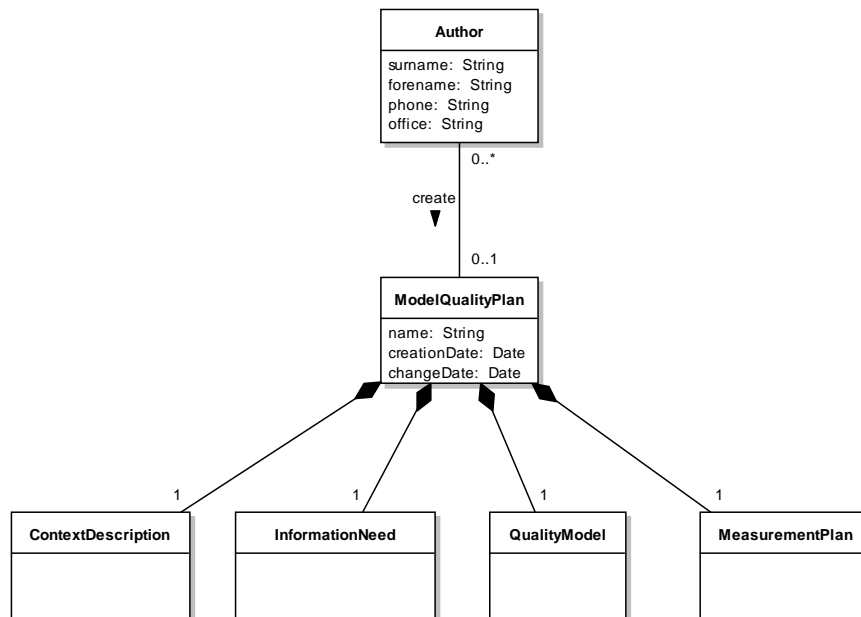 Author
surname: String
forename: String
phone: String
office: String
0..*
create
0..1
ModelQualityPlan
name: String
creationDate: Date
changeDate: Date
1 1 1 1
ContextDescription InformationNeed QualityModel MeasurementPlan